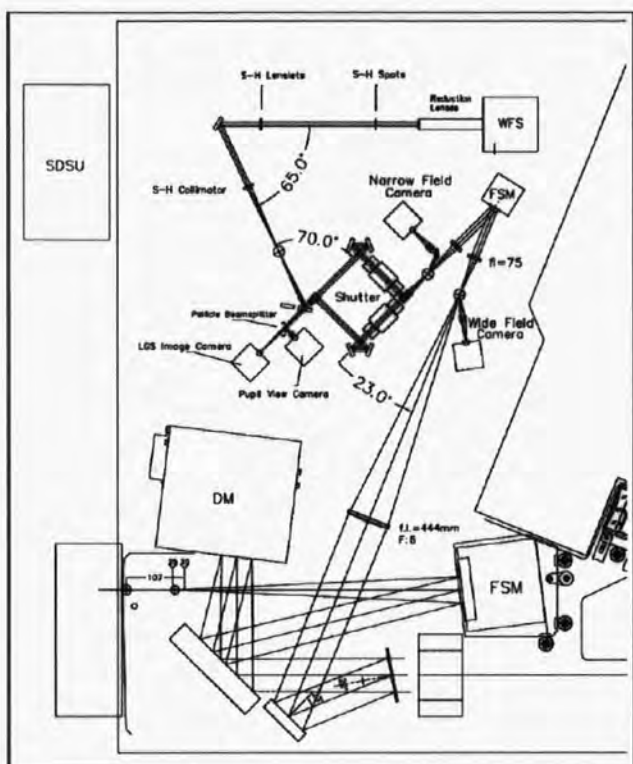 S-H Lenslets
S-H Spots
Reduction
Lenses
WFS
SDSU
65.0°
S-H Collimator
Narrow Field
Camera
FSM
70.0°
fl=75
Shutter
Pellicle Beamsplitter
Wide Field
Camera
LGS Image Camera
Pupil View Camera
23.0°
DM
f.l.=444mm
F:8
102
FSM